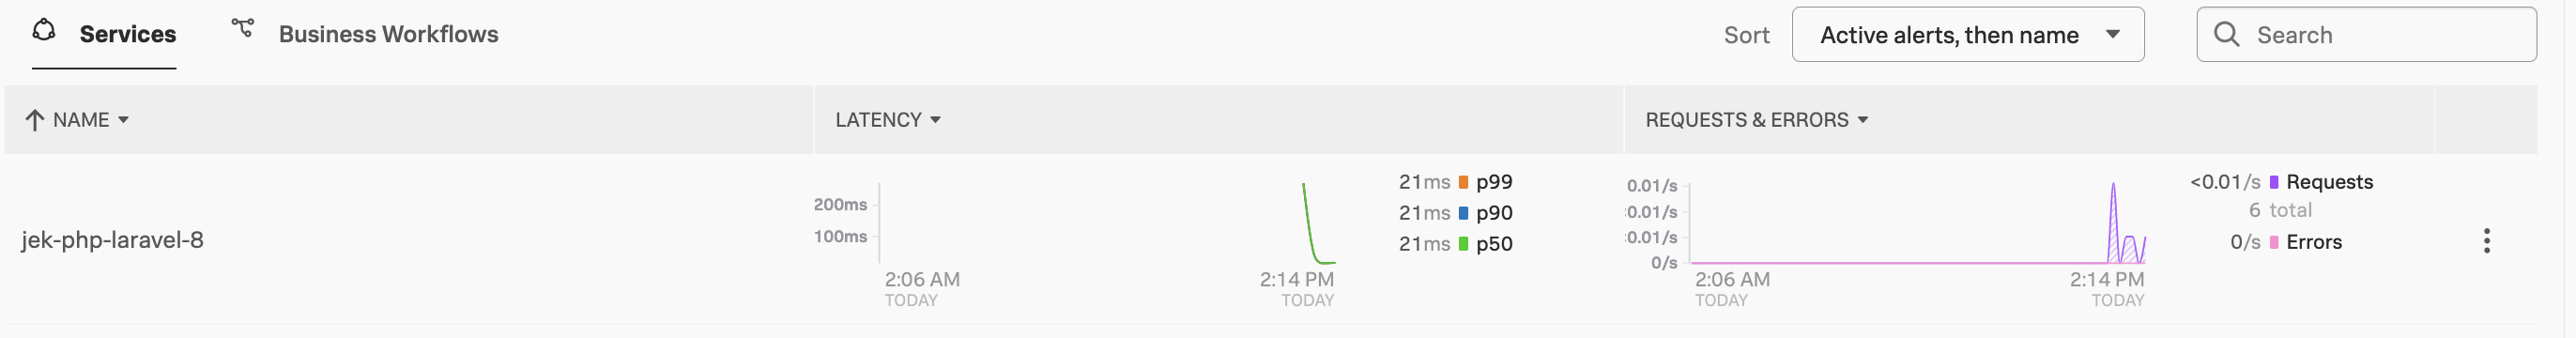 Services
Business Workflows
Sort
Active alerts, then name
Search
NAME
LATENCY
REQUESTS & ERRORS
jek-php-laravel-8
200ms
100ms
2:06 AM
TODAY
2:14 PM
TODAY
21ms p99
21ms p90
21ms p50
0.01/s
0.01/s
0.01/s
0/s
2:06 AM
TODAY
2:14 PM
TODAY
<0.01/s Requests
6 total
0/s Errors